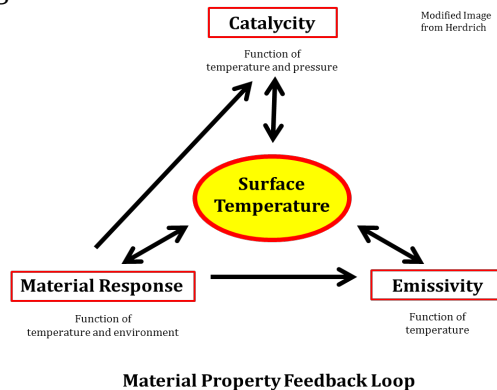 Catalycity
Modified Image
from Herdrich
Function of
temperature and pressure
Surface
Temperature
Material Response
Emissivity
Function of
temperature and environment
Function of
temperature
Material Property Feedback Loop